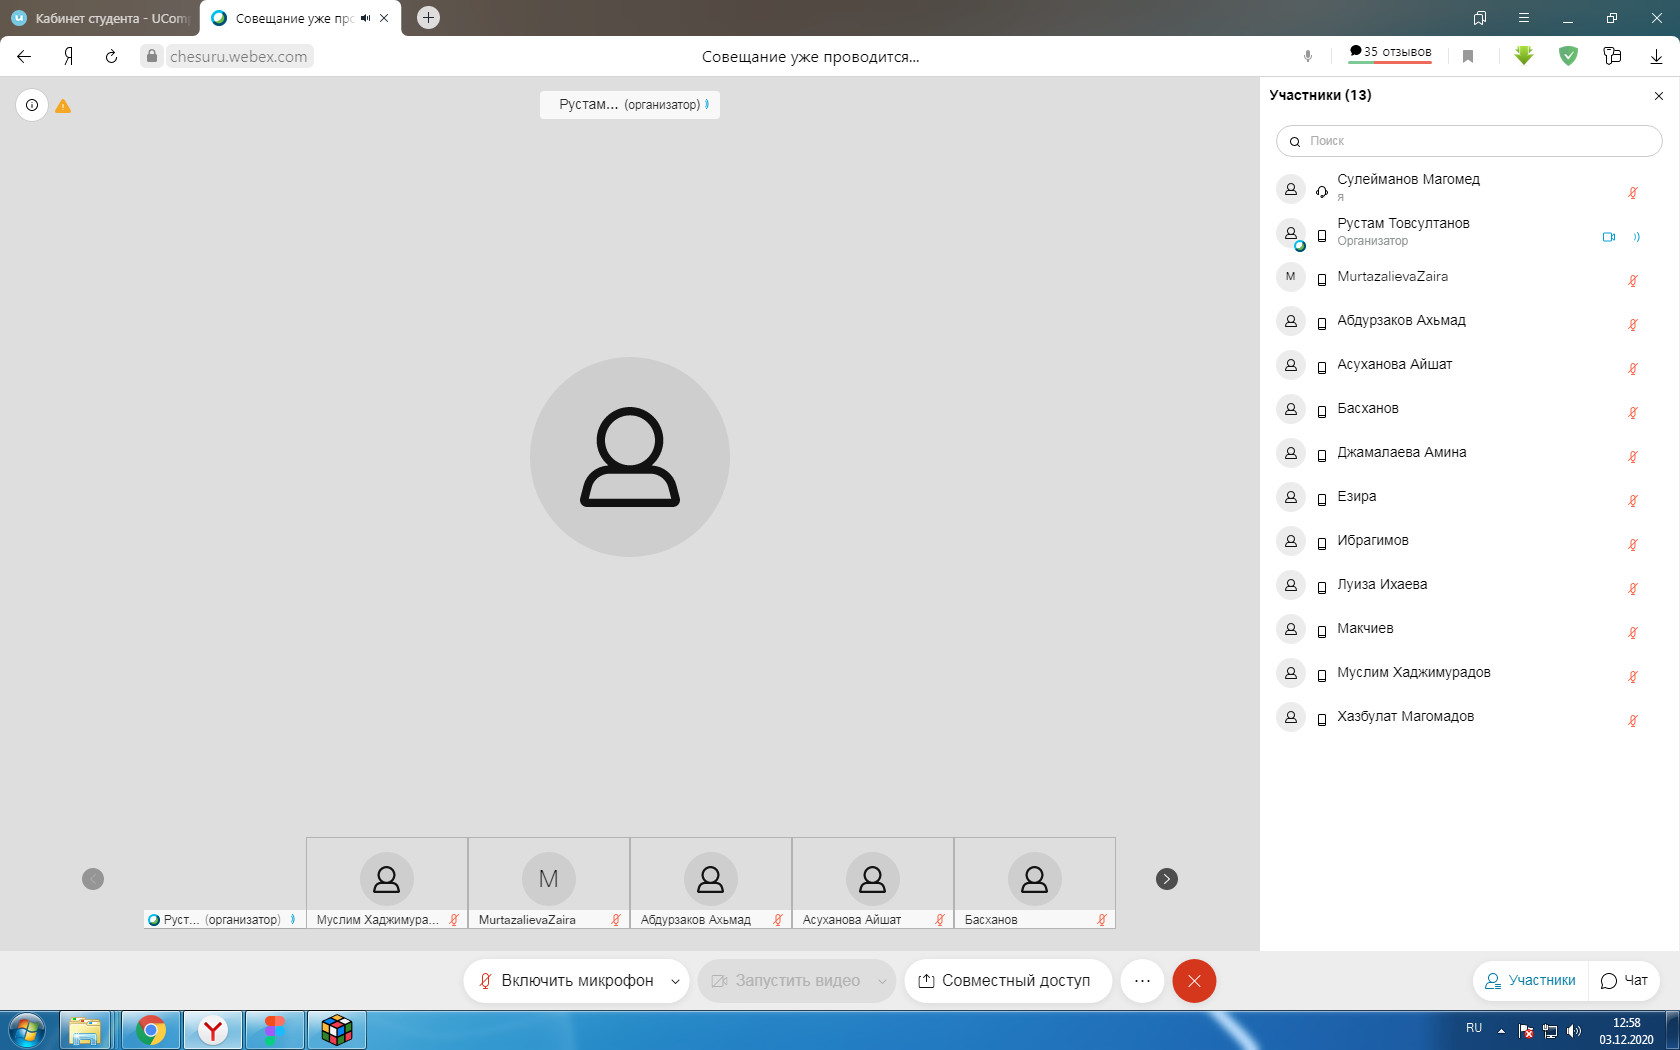 Кабинет студента - UComp
Совещание уже про
chesuru.webex.com
Совещание уже проводится...
35 отзывов
Рустам... (организатор)
Участники (13)
Поиск
Сулейманов Магомед
я
Рустам Товсултанов
Организатор
M
MurtazalievaZaira
Абдурзаков Ахьмад
Асуханова Айшат
Басханов
Джамалаева Амина
Езира
Ибрагимов
Луиза Ихаева
Макчиев
Муслим Хаджимурадов
Хазбулат Магомадов
M
Руст... (организатор)
Муслим Хаджимура...
MurtazalievaZaira
Абдурзаков Ахьмад
Асуханова Айшат
Басханов
Включить микрофон
Запустить видео
Совместный доступ
Участники
Чат
RU
12:58
03.12.2020